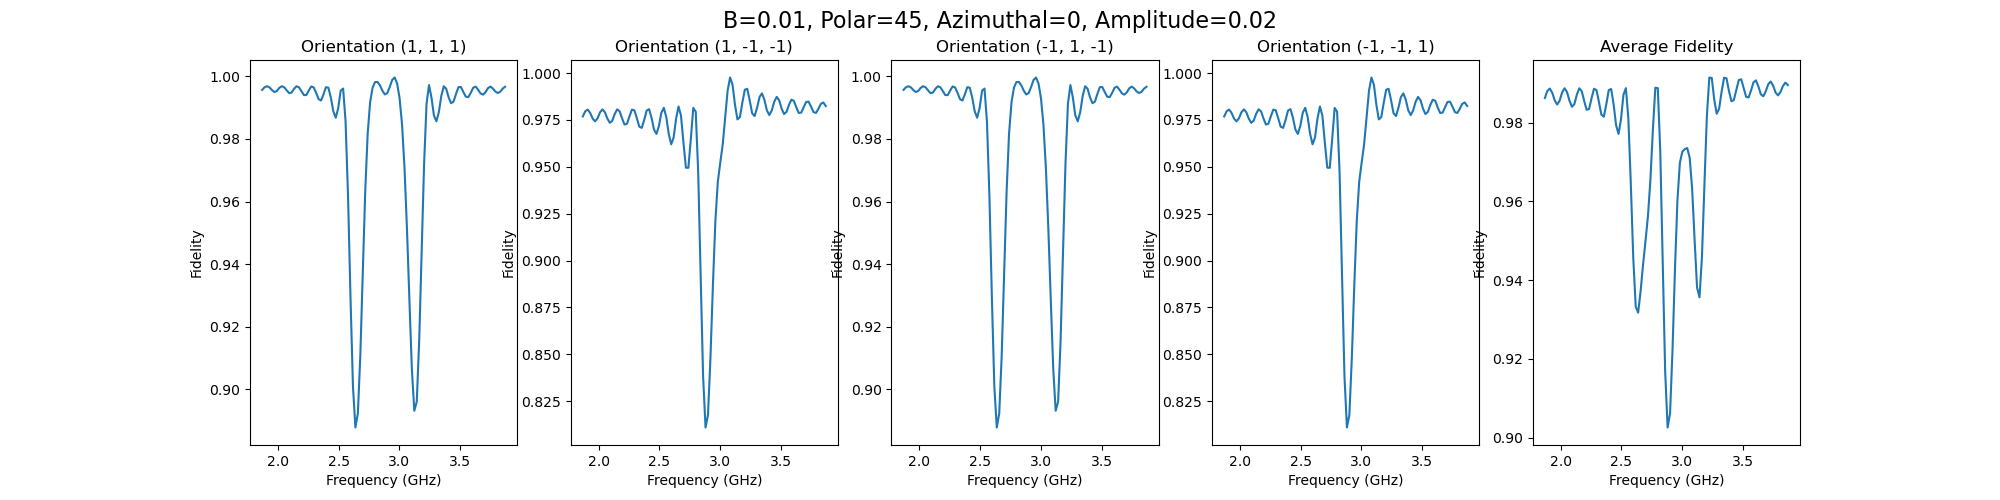 B=0.01, Polar=45, Azimuthal=0, Amplitude=0.02
Orientation (1, 1, 1)
1.00
0.98
0.96
0.94
0.92
0.90
Fidelity
2.0 2.5 3.0 3.5
Frequency (GHz)
Orientation (1, -1, -1)
1.000
0.975
0.950
0.925
0.900
0.875
0.850
0.825
Fidelity
2.0 2.5 3.0 3.5
Frequency (GHz)
Orientation (-1, 1, -1)
1.00
0.98
0.96
0.94
0.92
0.90
Fidelity
2.0 2.5 3.0 3.5
Frequency (GHz)
Orientation (-1, -1, 1)
1.000
0.975
0.950
0.925
0.900
0.875
0.850
0.825
Fidelity
2.0 2.5 3.0 3.5
Frequency (GHz)
Average Fidelity
0.98
0.96
0.94
0.92
0.90
Fidelity
2.0 2.5 3.0 3.5
Frequency (GHz)